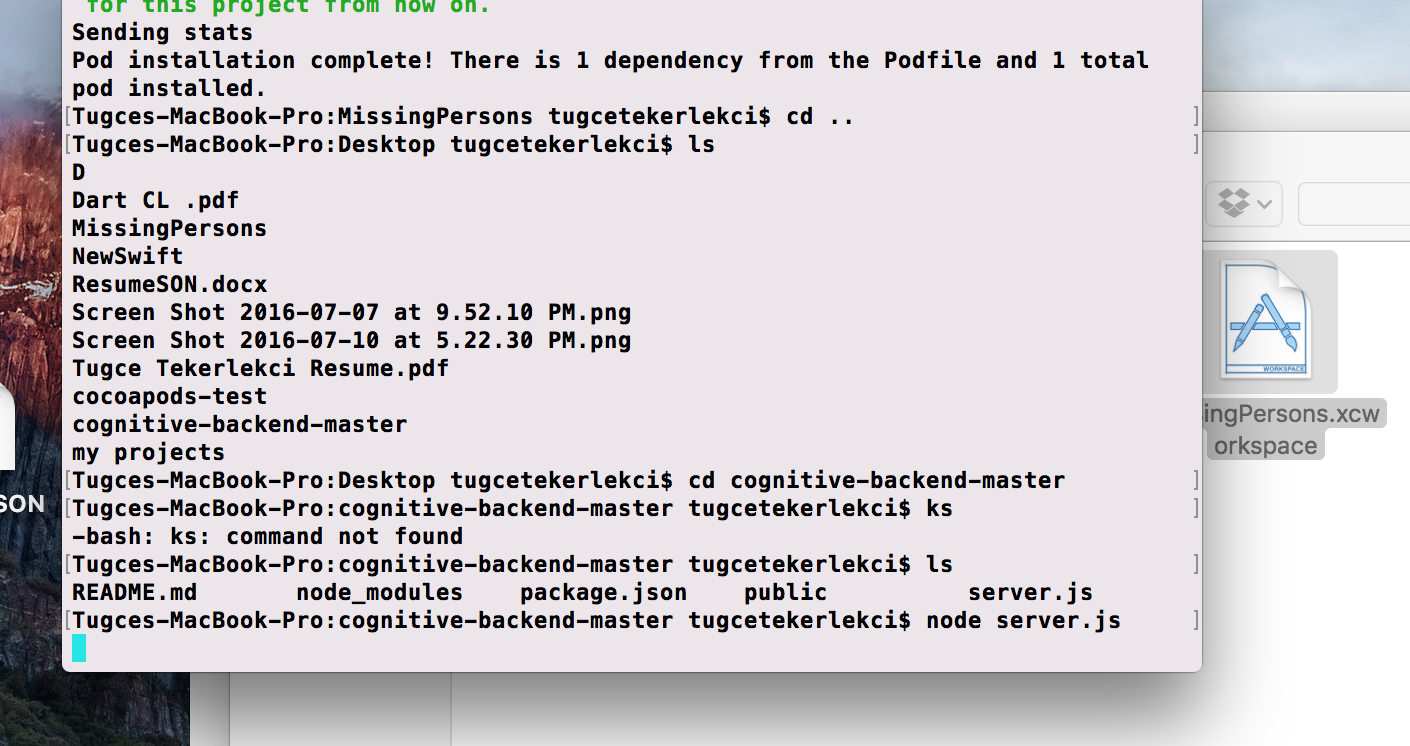 for this project from now on.
Sending stats
Pod installation complete! There is 1 dependency from the Podfile and 1 total
pod installed.
[Tugces-MacBook-Pro:MissingPersons tugcetekerlekci$ cd ..]
[Tugces-MacBook-Pro:Desktop tugcetekerlekci$ ls]
D
Dart CL .pdf
MissingPersons
NewSwift
ResumeSON.docx
Screen Shot 2016-07-07 at 9.52.10 PM.png
Screen Shot 2016-07-10 at 5.22.30 PM.png
Tugce Tekerlekci Resume.pdf
cocoapods-test
cognitive-backend-master
my projects
[Tugces-MacBook-Pro:Desktop tugcetekerlekci$ cd cognitive-backend-master]
[Tugces-MacBook-Pro:cognitive-backend-master tugcetekerlekci$ ks]
-bash: ks: command not found
[Tugces-MacBook-Pro:cognitive-backend-master tugcetekerlekci$ ls]
README.md node_modules package.json public server.js
[Tugces-MacBook-Pro:cognitive-backend-master tugcetekerlekci$ node server.js]
WORKSPACE
ingPersons.xcw
orkspace
SON